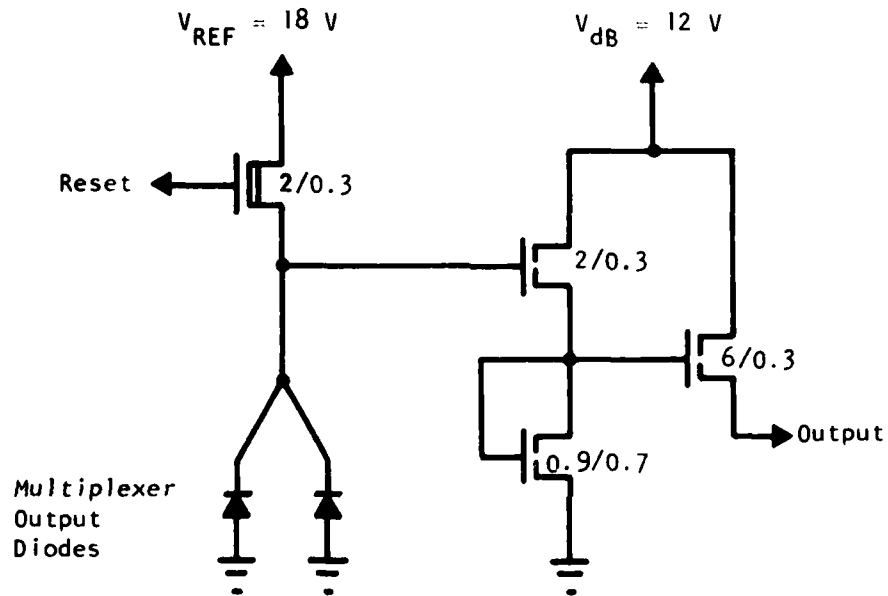 V_REF = 18 V
V_dB = 12 V
Reset
2/0.3
2/0.3
6/0.3
Output
0.9/0.7
Multiplexer
Output
Diodes